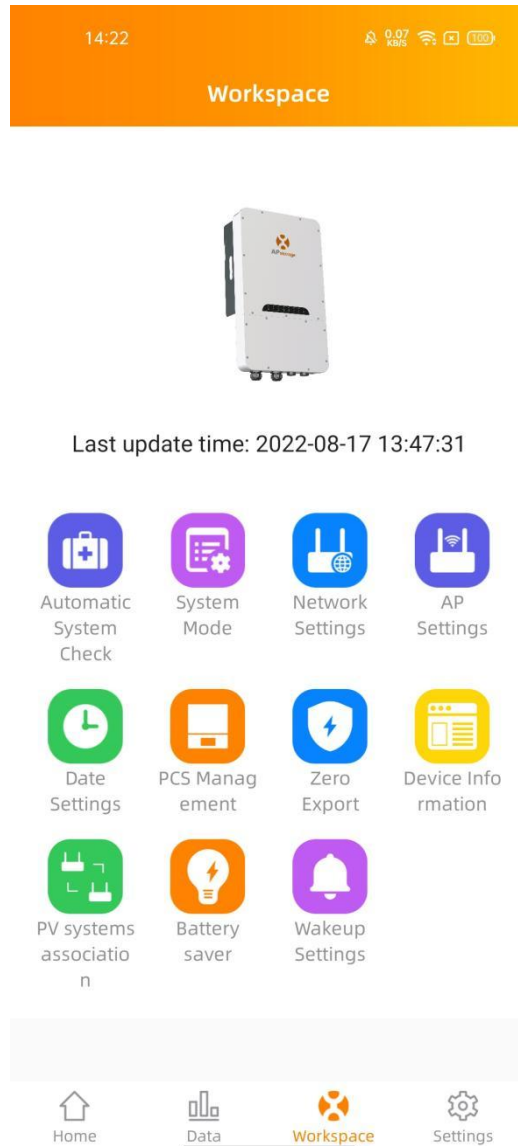 14:22
0.07
KB/S
100
Workspace
APstorage
Last update time: 2022-08-17 13:47:31
Automatic
System
Check
System
Mode
Network
Settings
AP
Settings
Date
Settings
PCS Manag
ement
Zero
Export
Device Info
rmation
PV systems
associatio
n
Battery
saver
Wakeup
Settings
Home
Data
Workspace
Settings